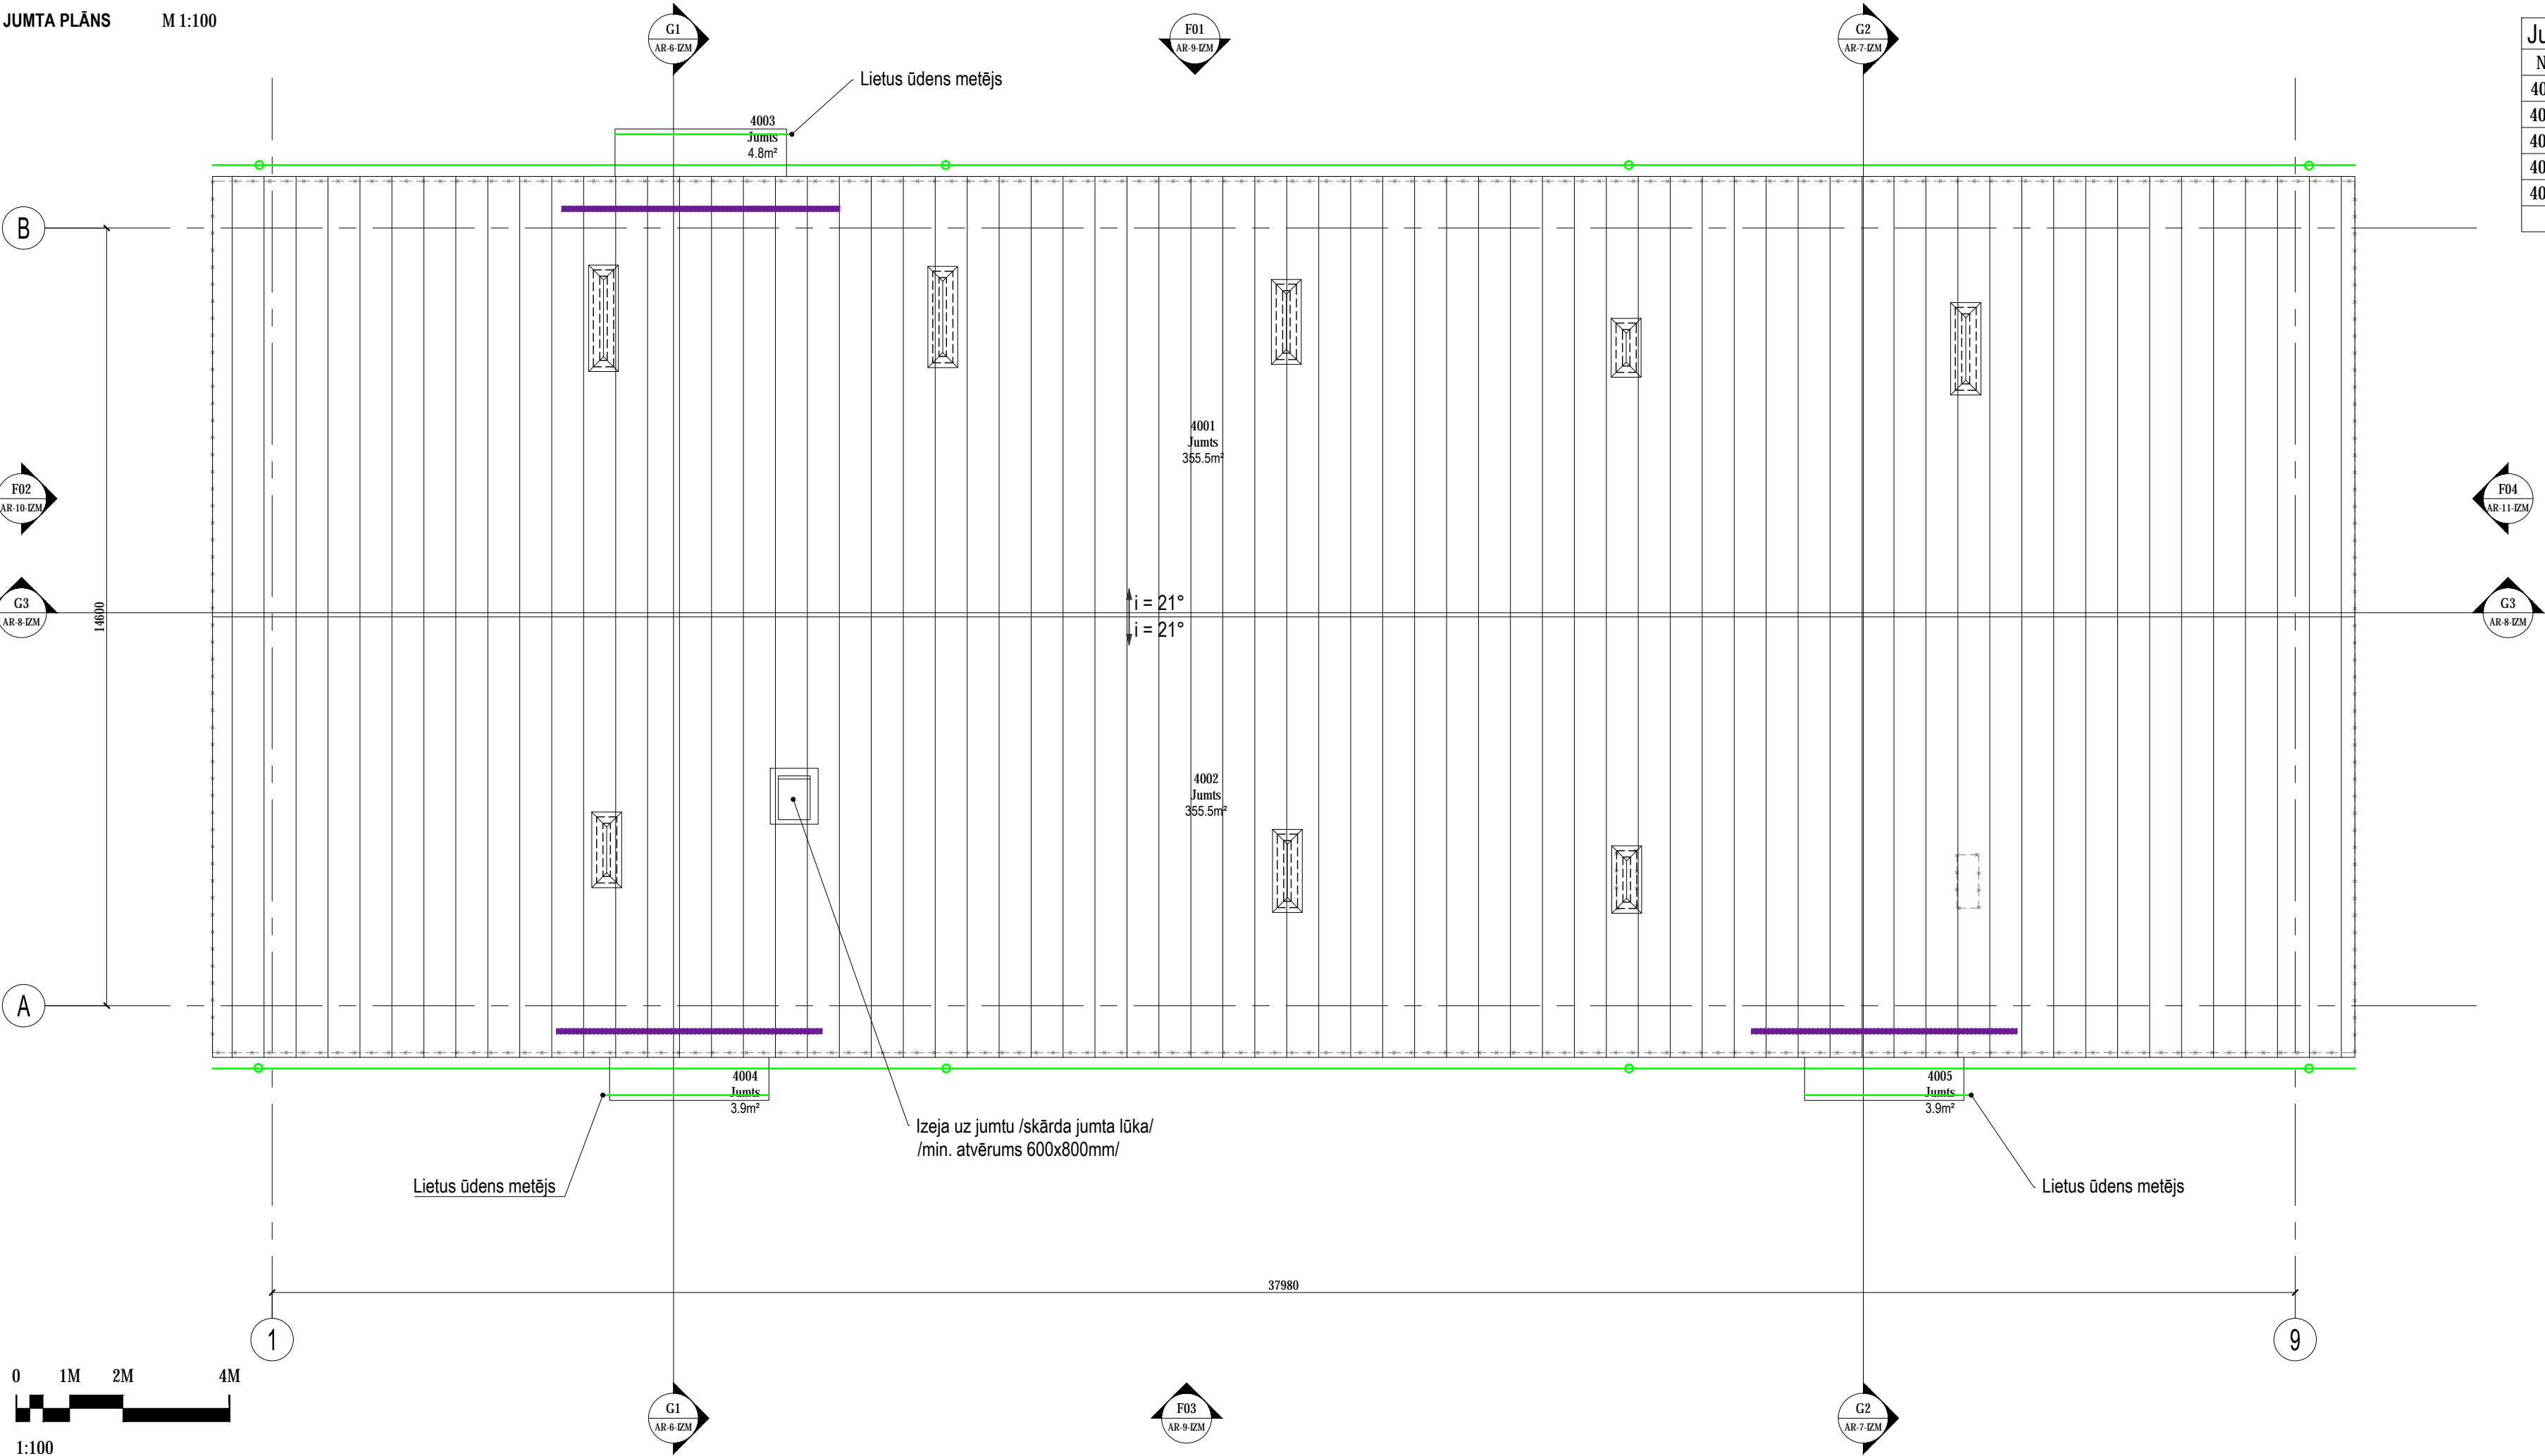 JUMTA PLĀNS M 1:100
G1
AR-6-IZM
F01
AR-9-IZM
G2
AR-7-IZM
Lietus ūdens metējs
4003
Jumts
4.8m²
B
4001
Jumts
355.5m²
F02
AR-10-IZM
F04
AR-11-IZM
G3
AR-8-IZM
14600
i = 21°
i = 21°
G3
AR-8-IZM
4002
Jumts
355.5m²
A
4004
Jumts
3.9m²
4005
Jumts
3.9m²
Izeja uz jumtu /skārda jumta lūka/
/min. atvērums 600x800mm/
Lietus ūdens metējs
Lietus ūdens metējs
37980
1
9
0 1M 2M 4M
1:100
G1
AR-6-IZM
F03
AR-9-IZM
G2
AR-7-IZM